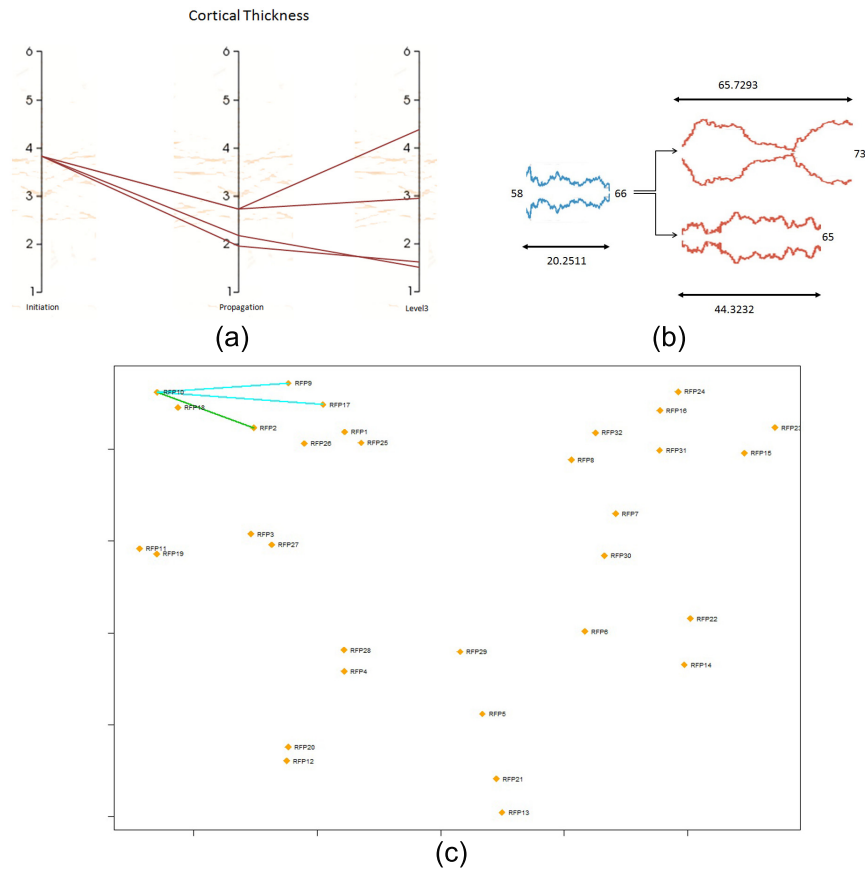 Cortical Thickness
6 6 6
5 5 5
4 4 4
3 3 3
2 2 2
1 1 1
Initiation Propagation Level3
(a)
65.7293
73
58 66
65
20.2511
44.3232
(b)
RFP9
RFP10
RFP24
RFP17
RFP18
RFP16
RFP2
RFP23
RFP1
RFP32
RFP26
RFP25
RFP31
RFP15
RFP8
RFP7
RFP3
RFP27
RFP11
RFP19
RFP30
RFP22
RFP6
RFP28
RFP29
RFP14
RFP4
RFP5
RFP20
RFP12
RFP21
RFP13
(c)